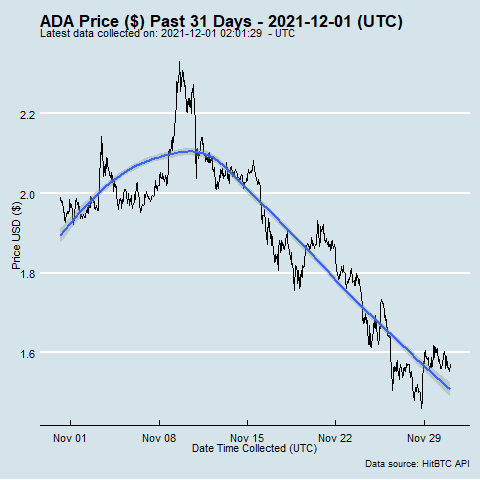 ADA Price ($) Past 31 Days - 2021-12-01 (UTC)
Latest data collected on: 2021-12-01 02:01:29 - UTC
Price USD ($)
2.2
2.0
1.8
1.6
Nov 01 Nov 08 Nov 15 Nov 22 Nov 29
Date Time Collected (UTC)
Data source: HitBTC API